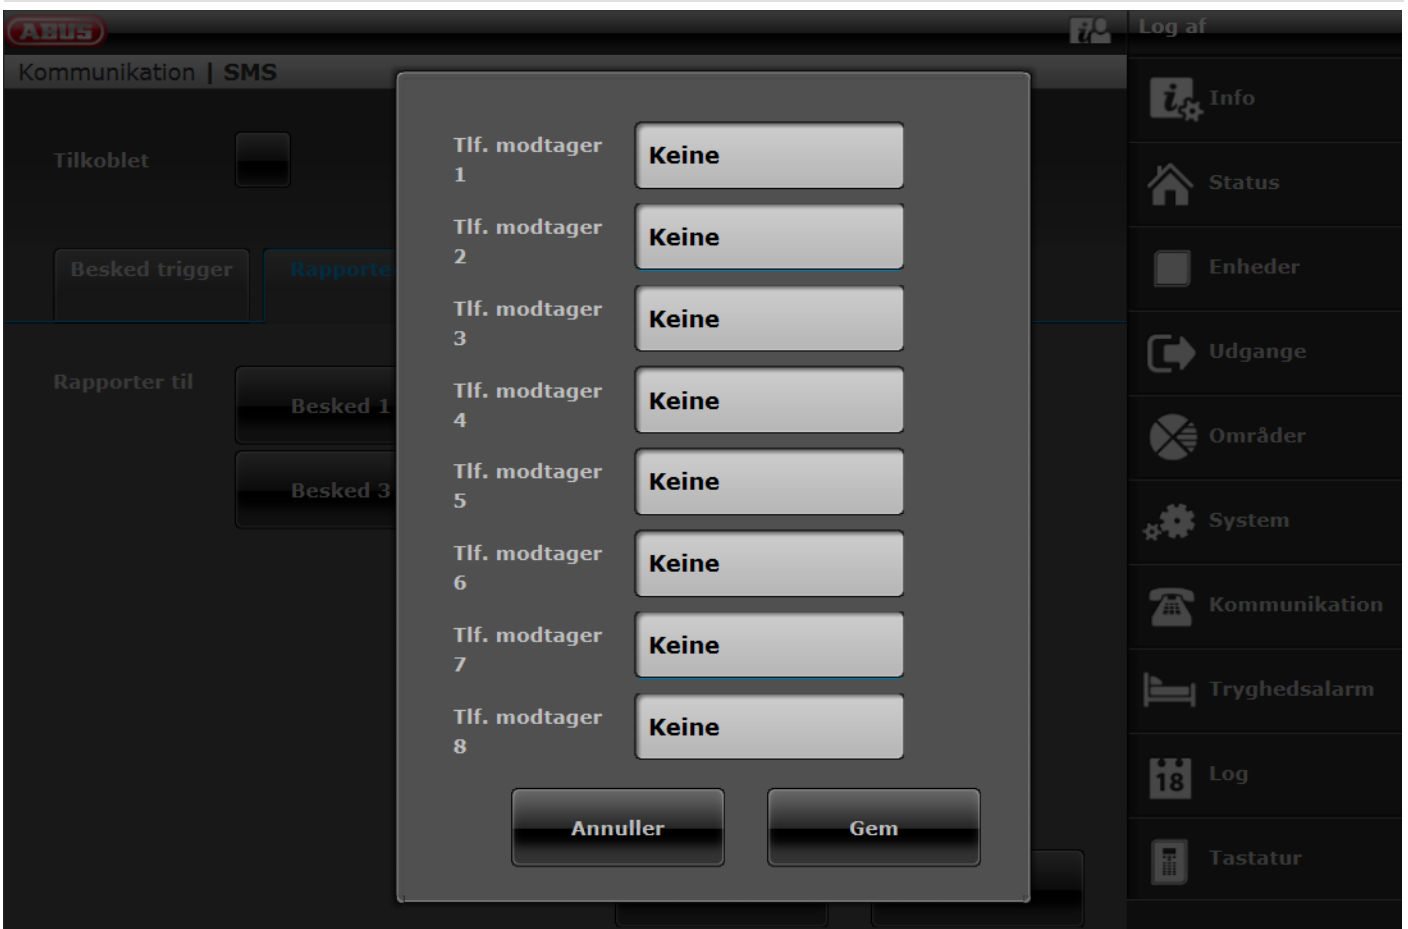 ABUS
Log af
Kommunikation | SMS
Tilkoblet
Besked trigger
Rapporte
Rapporter til
Besked 1
Besked 3
Tlf. modtager
1
Keine
Tlf. modtager
2
Keine
Tlf. modtager
3
Keine
Tlf. modtager
4
Keine
Tlf. modtager
5
Keine
Tlf. modtager
6
Keine
Tlf. modtager
7
Keine
Tlf. modtager
8
Keine
Annuller
Gem
Info
Status
Enheder
Udgange
Områder
System
Kommunikation
Tryghedsalarm
18
Log
Tastatur